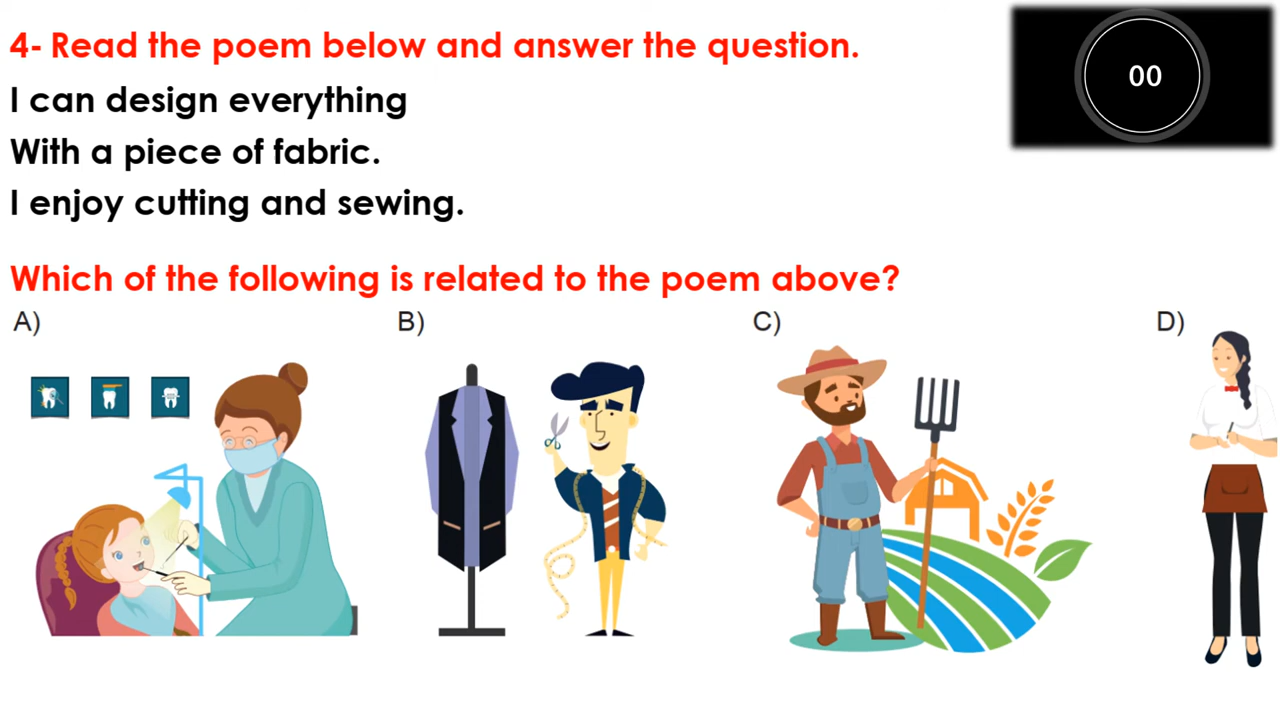 4- Read the poem below and answer the question.
00
I can design everything
With a piece of fabric.
I enjoy cutting and sewing.
Which of the following is related to the poem above?
A)
B)
C)
D)